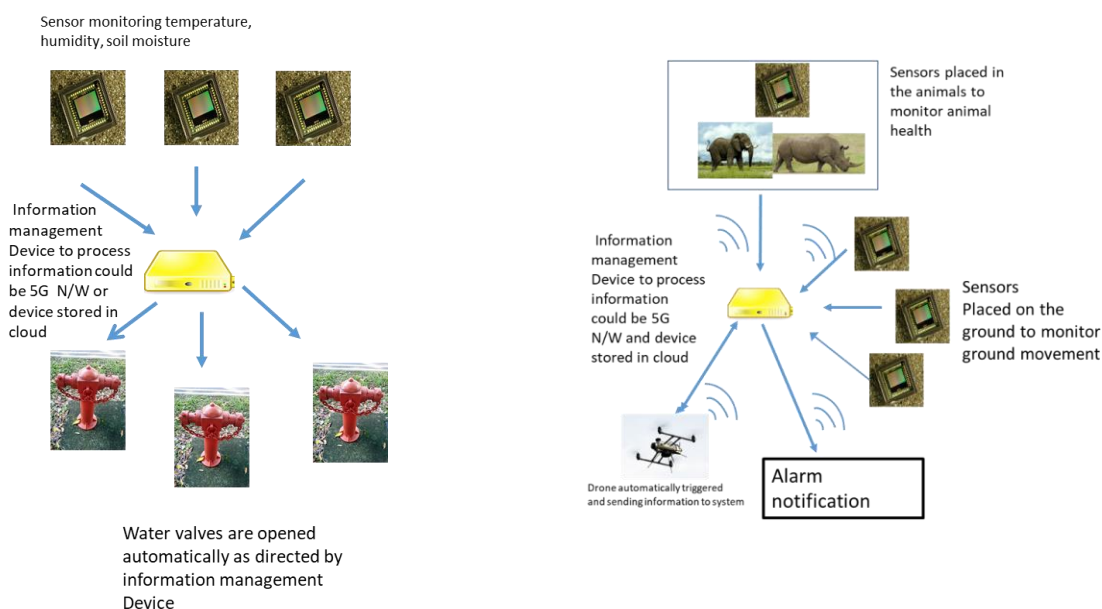 Sensor monitoring temperature,
humidity, soil moisture
Information
management
Device to process
information could
be 5G N/W or
device stored in
cloud
Water valves are opened
automatically as directed by
information management
Device
Sensors placed in
the animals to
monitor animal
health
Information
management
Device to process
information
could be 5G
N/W and device
stored in cloud
Sensors
Placed on the
ground to monitor
ground movement
Drone automatically triggered
and sending information to system
Alarm
notification